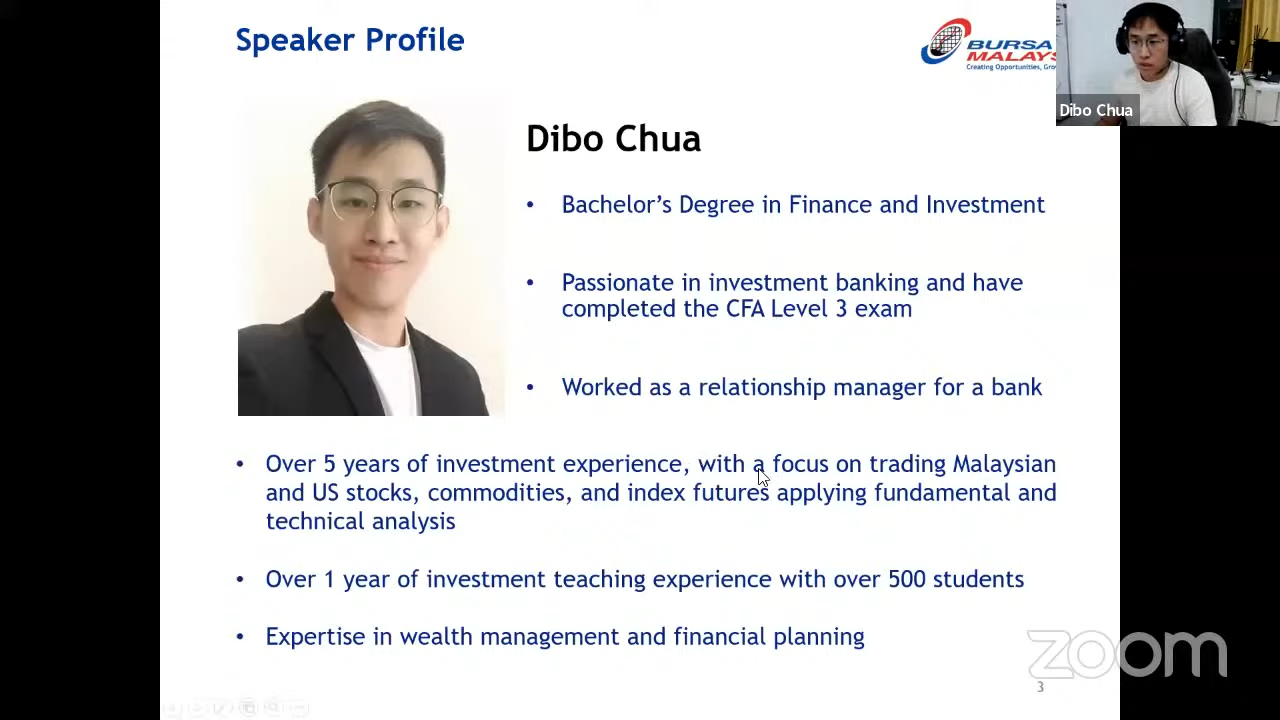 Speaker Profile
BURSA
MALAYS
Creating Opportunities, Gro
Dibo Chua
Dibo Chua
• Bachelor’s Degree in Finance and Investment
• Passionate in investment banking and have
completed the CFA Level 3 exam
• Worked as a relationship manager for a bank
• Over 5 years of investment experience, with a focus on trading Malaysian
and US stocks, commodities, and index futures applying fundamental and
technical analysis
• Over 1 year of investment teaching experience with over 500 students
• Expertise in wealth management and financial planning
zoom
3